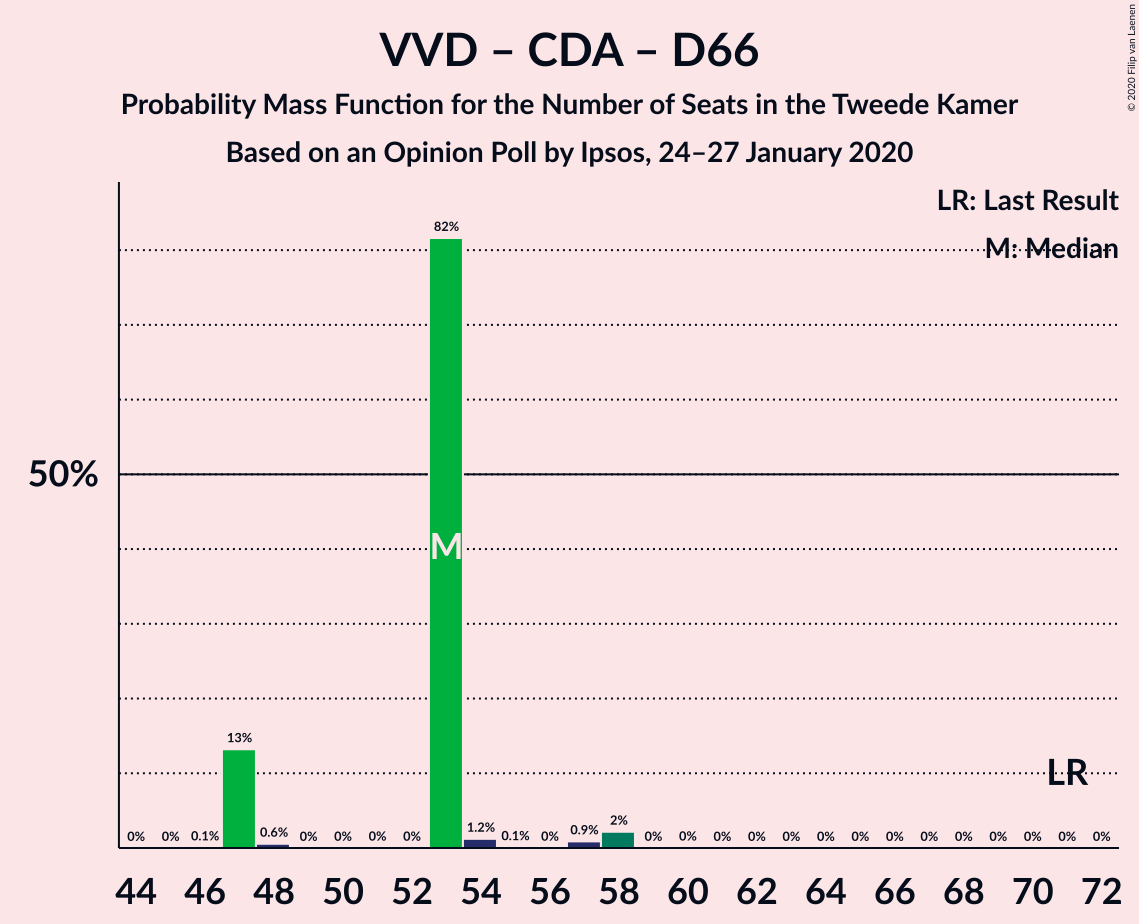 © 2020 Filip van Laenen
VVD – CDA – D66
Probability Mass Function for the Number of Seats in the Tweede Kamer
Based on an Opinion Poll by Ipsos, 24–27 January 2020
LR: Last Result
M: Median
82%
50%
M
13%
LR
0% 0% 0.1% 0.6% 0% 0% 0% 0% 1.2% 0.1% 0% 0.9% 2% 0% 0% 0% 0% 0% 0% 0% 0% 0% 0% 0% 0% 0% 0%
44 46 48 50 52 54 56 58 60 62 64 66 68 70 72